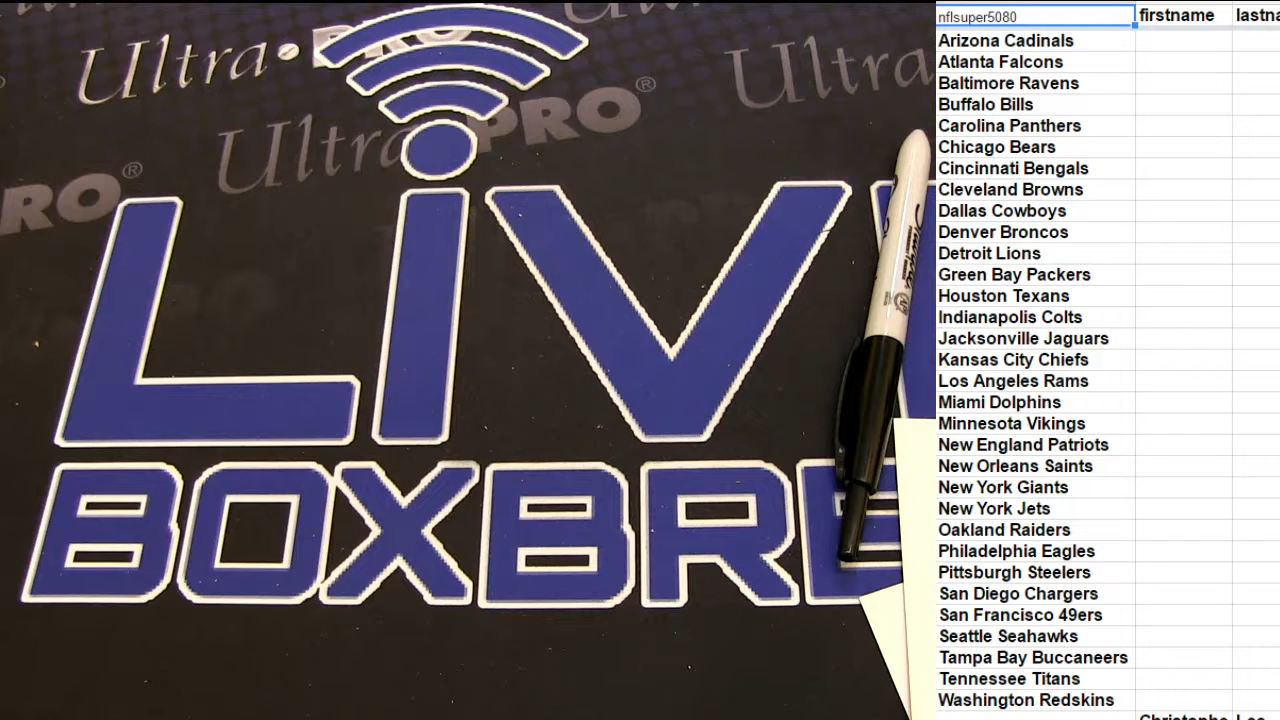 Ultra•PRO
Ultra PRO®
Ultra
RO®
LIV
BOXBRE
nflsuper5080 firstname lastna
Arizona Cadinals
Atlanta Falcons
Baltimore Ravens
Buffalo Bills
Carolina Panthers
Chicago Bears
Cincinnati Bengals
Cleveland Browns
Dallas Cowboys
Denver Broncos
Detroit Lions
Green Bay Packers
Houston Texans
Indianapolis Colts
Jacksonville Jaguars
Kansas City Chiefs
Los Angeles Rams
Miami Dolphins
Minnesota Vikings
New England Patriots
New Orleans Saints
New York Giants
New York Jets
Oakland Raiders
Philadelphia Eagles
Pittsburgh Steelers
San Diego Chargers
San Francisco 49ers
Seattle Seahawks
Tampa Bay Buccaneers
Tennessee Titans
Washington Redskins